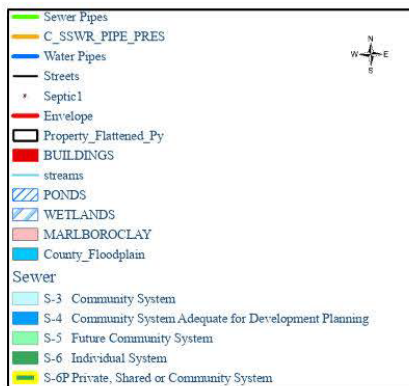 Sewer Pipes
C_SSWR_PIPE_PRES
Water Pipes
Streets
Septic1
Envelope
Property_Flattened_Py
BUILDINGS
streams
PONDS
WETLANDS
MARLBOROCLAY
County_Floodplain
Sewer
S-3 Community System
S-4 Community System Adequate for Development Planning
S-5 Future Community System
S-6 Individual System
S-6P Private, Shared or Community System
N
W E
S